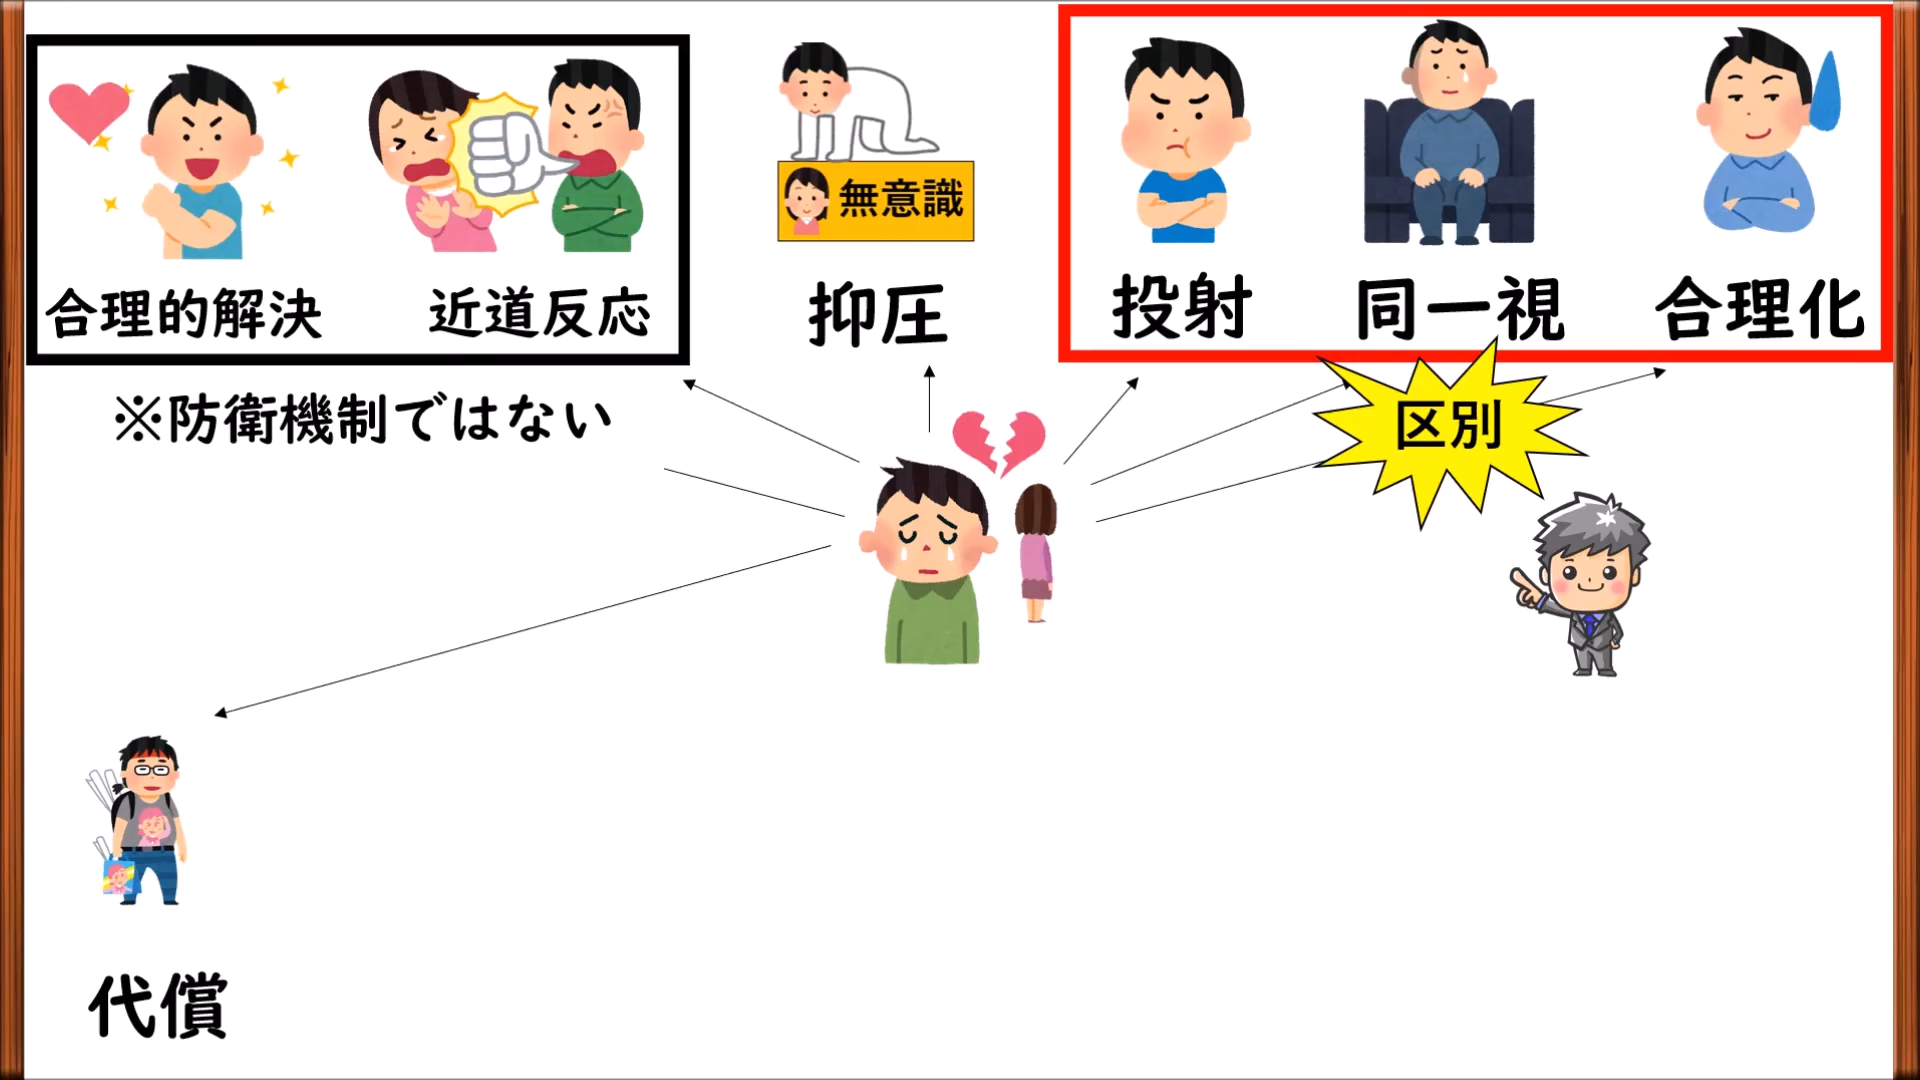 無意識
合理的解決
近道反応
抑圧
投射
同一視
合理化
※防衛機制ではない
区別
代償